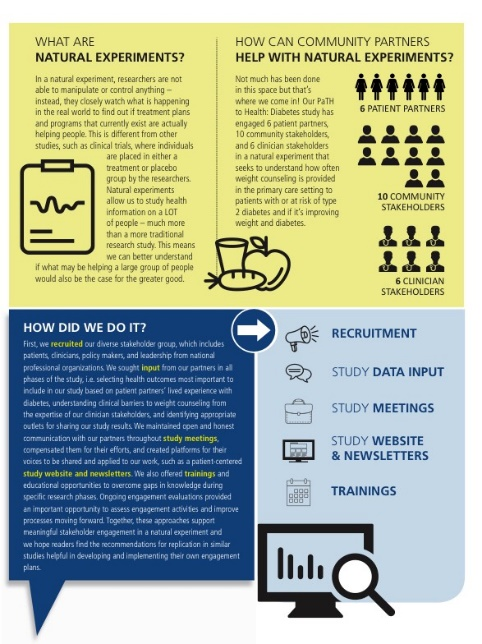 WHAT ARE
NATURAL EXPERIMENTS?
In a natural experiment, researchers are not
able to manipulate or control anything –
instead, they closely watch what is happening
in the real world to find out if treatment plans
and programs that currently exist are actually
helping people. This is different from other
studies, such as clinical trials, where individuals
are placed in either a
treatment or placebo
group by the researchers.
Natural experiments
allow us to study health
information on a LOT
of people – much more
than a more traditional
research study. This means
we can better understand
if what may be helping a large group of people
would also be the case for the greater good.
HOW CAN COMMUNITY PARTNERS
HELP WITH NATURAL EXPERIMENTS?
Not much has been done
in this space but that's
where we come in! Our PaTH
to Health: Diabetes study has
engaged 6 patient partners,
10 community stakeholders,
and 6 clinician stakeholders
in a natural experiment that
seeks to understand how often
weight counseling is provided
in the primary care setting to
patients with or at risk of type
2 diabetes and if it's improving
weight and diabetes.
6 PATIENT PARTNERS
10 COMMUNITY
STAKEHOLDERS
6 CLINICIAN
STAKEHOLDERS
HOW DID WE DO IT?
First, we recruited our diverse stakeholder group, which includes
patients, clinicians, policy makers, and leadership from national
professional organizations. We sought input from our partners in all
phases of the study, i.e. selecting health outcomes most important to
include in our study based on patient partners' lived experience with
diabetes, understanding clinical barriers to weight counseling from
the expertise of our clinician stakeholders, and identifying appropriate
outlets for sharing our study results. We maintained open and honest
communication with our partners throughout study meetings,
compensated them for their efforts, and created platforms for their
voices to be shared and applied to our work, such as a patient-centered
study website and newsletters. We also offered trainings and
educational opportunities to overcome gaps in knowledge during
specific research phases. Ongoing engagement evaluations provided
an important opportunity to assess engagement activities and improve
processes moving forward. Together, these approaches support
meaningful stakeholder engagement in a natural experiment and
we hope readers find the recommendations for replication in similar
studies helpful in developing and implementing their own engagement
plans.
RECRUITMENT
STUDY DATA INPUT
STUDY MEETINGS
STUDY WEBSITE
& NEWSLETTERS
TRAININGS